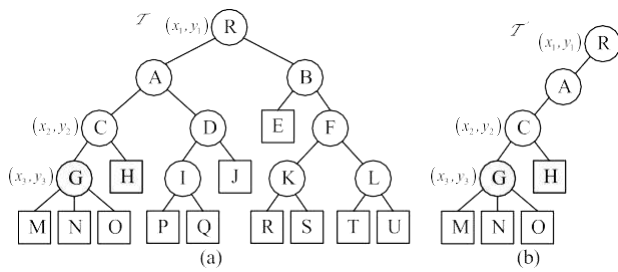 𝒯 (x₁, y₁) R
𝒯' (x₁, y₁) R
A B
A
(x₂, y₂) C D E F
(x₂, y₂) C
(x₃, y₃) G H I J K L
(x₃, y₃) G H
M N O P Q R S T U
M N O
(a)
(b)